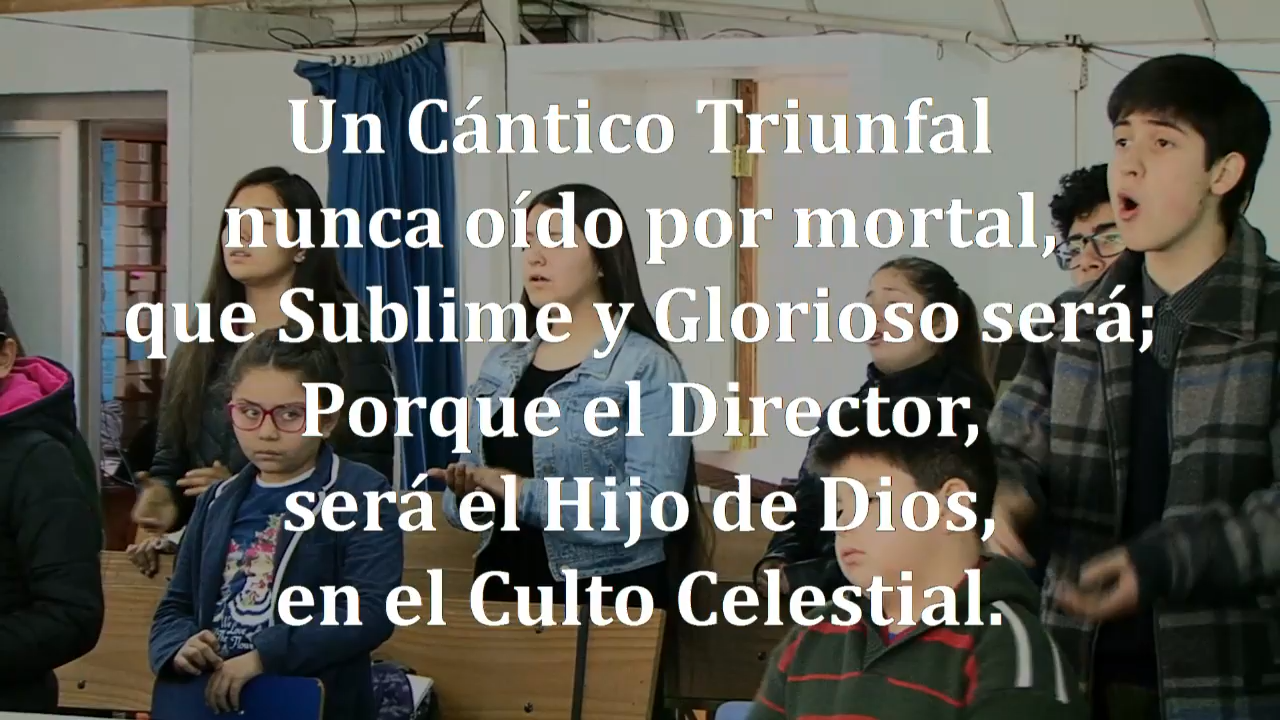 Un Cántico Triunfal
nunca oído por mortal,
que Sublime y Glorioso será;
Porque el Director,
será el Hijo de Dios,
en el Culto Celestial.